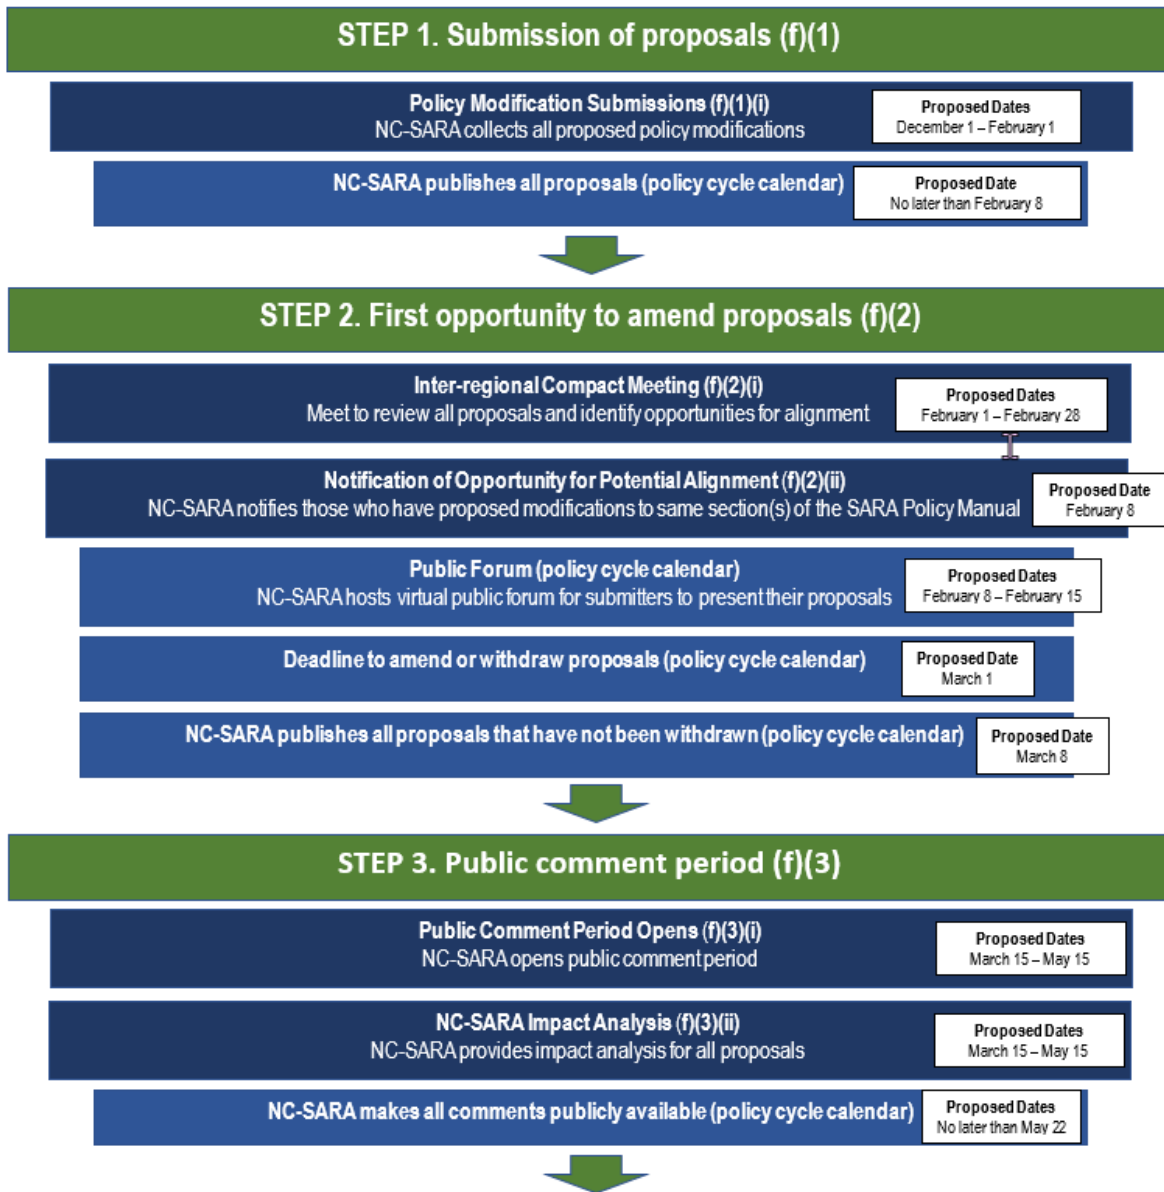 STEP 1. Submission of proposals (f)(1)
Policy Modification Submissions (f)(1)(i)
NC-SARA collects all proposed policy modifications
Proposed Dates
December 1 – February 1
NC-SARA publishes all proposals (policy cycle calendar)
Proposed Date
No later than February 8
STEP 2. First opportunity to amend proposals (f)(2)
Inter-regional Compact Meeting (f)(2)(i)
Meet to review all proposals and identify opportunities for alignment
Proposed Dates
February 1 – February 28
Notification of Opportunity for Potential Alignment (f)(2)(ii)
NC-SARA notifies those who have proposed modifications to same section(s) of the SARA Policy Manual
Proposed Date
February 8
Public Forum (policy cycle calendar)
NC-SARA hosts virtual public forum for submitters to present their proposals
Proposed Dates
February 8 – February 15
Deadline to amend or withdraw proposals (policy cycle calendar)
Proposed Date
March 1
NC-SARA publishes all proposals that have not been withdrawn (policy cycle calendar)
Proposed Date
March 8
STEP 3. Public comment period (f)(3)
Public Comment Period Opens (f)(3)(i)
NC-SARA opens public comment period
Proposed Dates
March 15 – May 15
NC-SARA Impact Analysis (f)(3)(ii)
NC-SARA provides impact analysis for all proposals
Proposed Dates
March 15 – May 15
NC-SARA makes all comments publicly available (policy cycle calendar)
Proposed Dates
No later than May 22